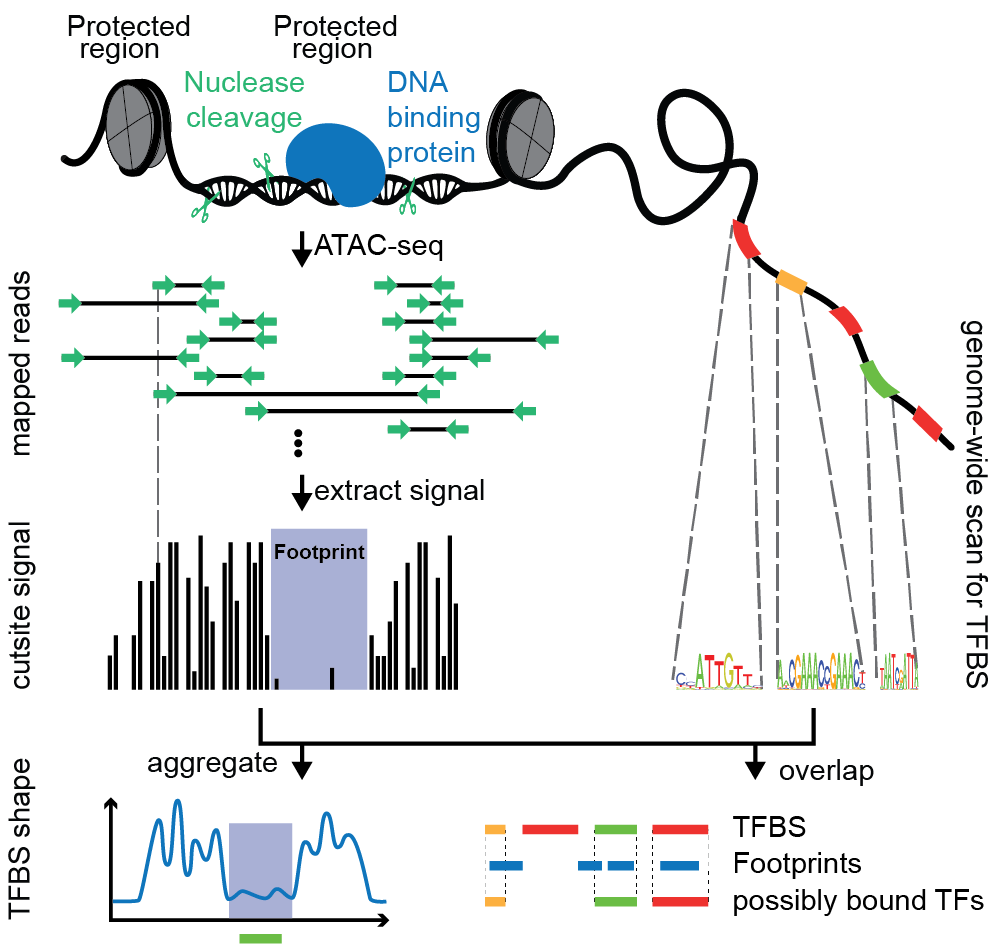 Protected
region
Protected
region
Nuclease
cleavage
DNA
binding
protein
ATAC-seq
mapped reads
extract signal
cutsite signal
Footprint
genome-wide scan for TFBS
aggregate
overlap
TFBS shape
TFBS
Footprints
possibly bound TFs